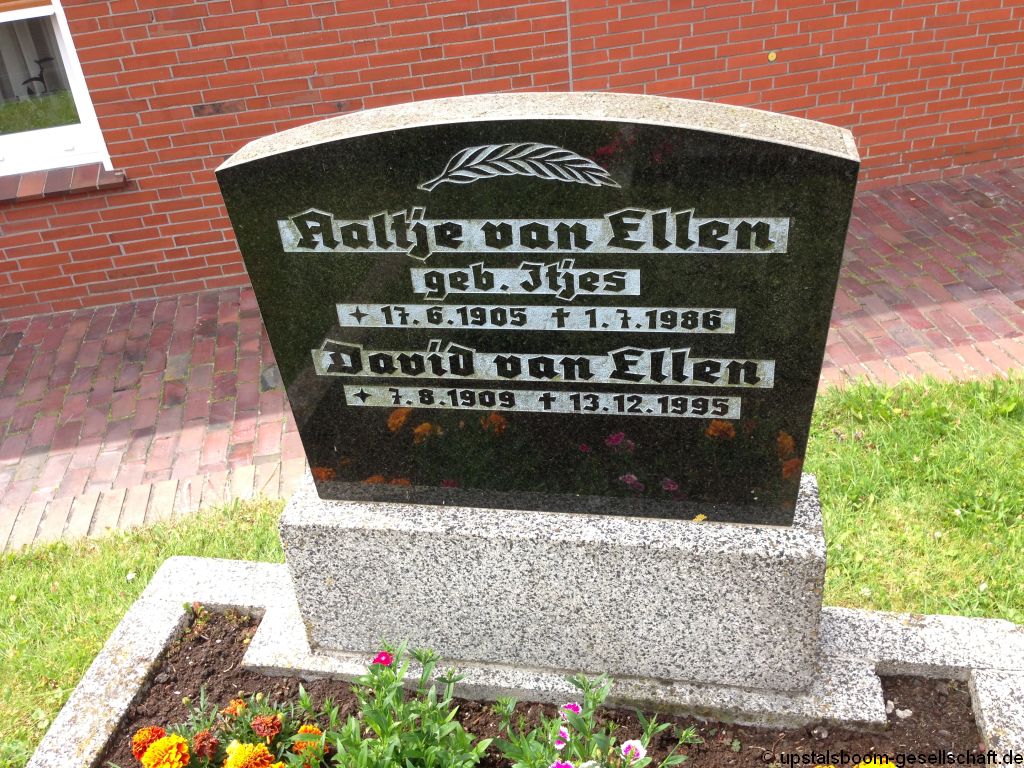 Aaltje van Ellen
geb. Itjes
✦ 17.6.1905 ✝ 1.7.1986
David van Ellen
✦ 7.8.1909 ✝ 13.12.1995
© upstalsboom-gesellschaft.de